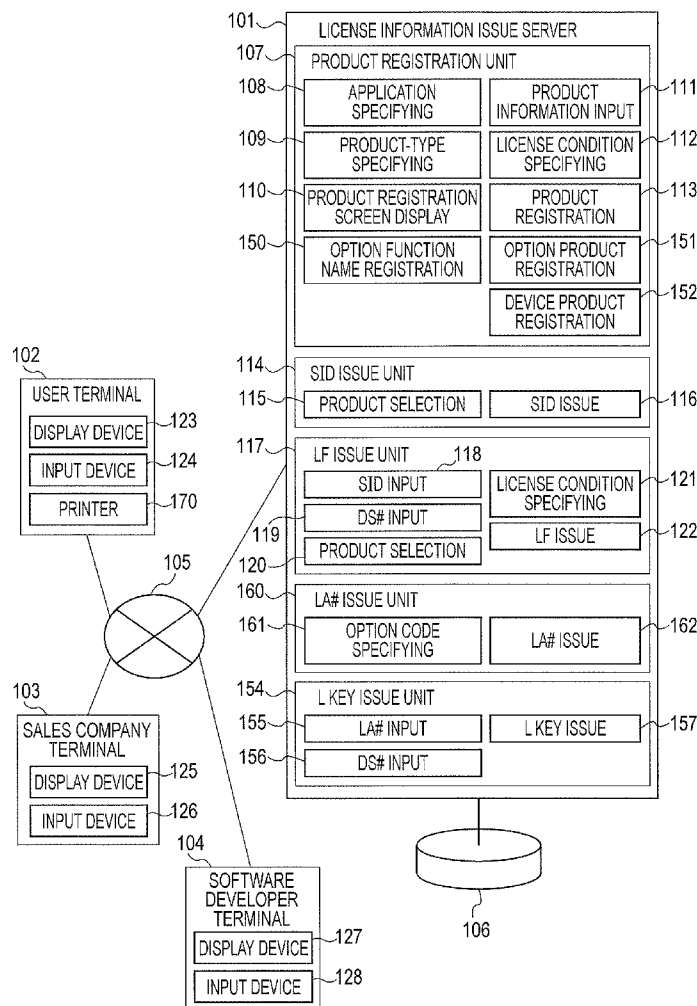 101
LICENSE INFORMATION ISSUE SERVER
107
PRODUCT REGISTRATION UNIT
108
APPLICATION
SPECIFYING
PRODUCT
INFORMATION INPUT
111
109
PRODUCT-TYPE
SPECIFYING
LICENSE CONDITION
SPECIFYING
112
110
PRODUCT REGISTRATION
SCREEN DISPLAY
PRODUCT
REGISTRATION
113
150
OPTION FUNCTION
NAME REGISTRATION
OPTION PRODUCT
REGISTRATION
151
DEVICE PRODUCT
REGISTRATION
152
114
SID ISSUE UNIT
115
PRODUCT SELECTION
SID ISSUE
116
117
LF ISSUE UNIT
118
SID INPUT
LICENSE CONDITION
SPECIFYING
121
119
DS# INPUT
LF ISSUE
122
120
PRODUCT SELECTION
160
LA# ISSUE UNIT
161
OPTION CODE
SPECIFYING
LA# ISSUE
162
154
L KEY ISSUE UNIT
155
LA# INPUT
L KEY ISSUE
157
156
DS# INPUT
106
102
USER TERMINAL
DISPLAY DEVICE
123
INPUT DEVICE
124
PRINTER
170
105
103
SALES COMPANY
TERMINAL
DISPLAY DEVICE
125
INPUT DEVICE
126
104
SOFTWARE
DEVELOPER
TERMINAL
DISPLAY DEVICE
127
INPUT DEVICE
128